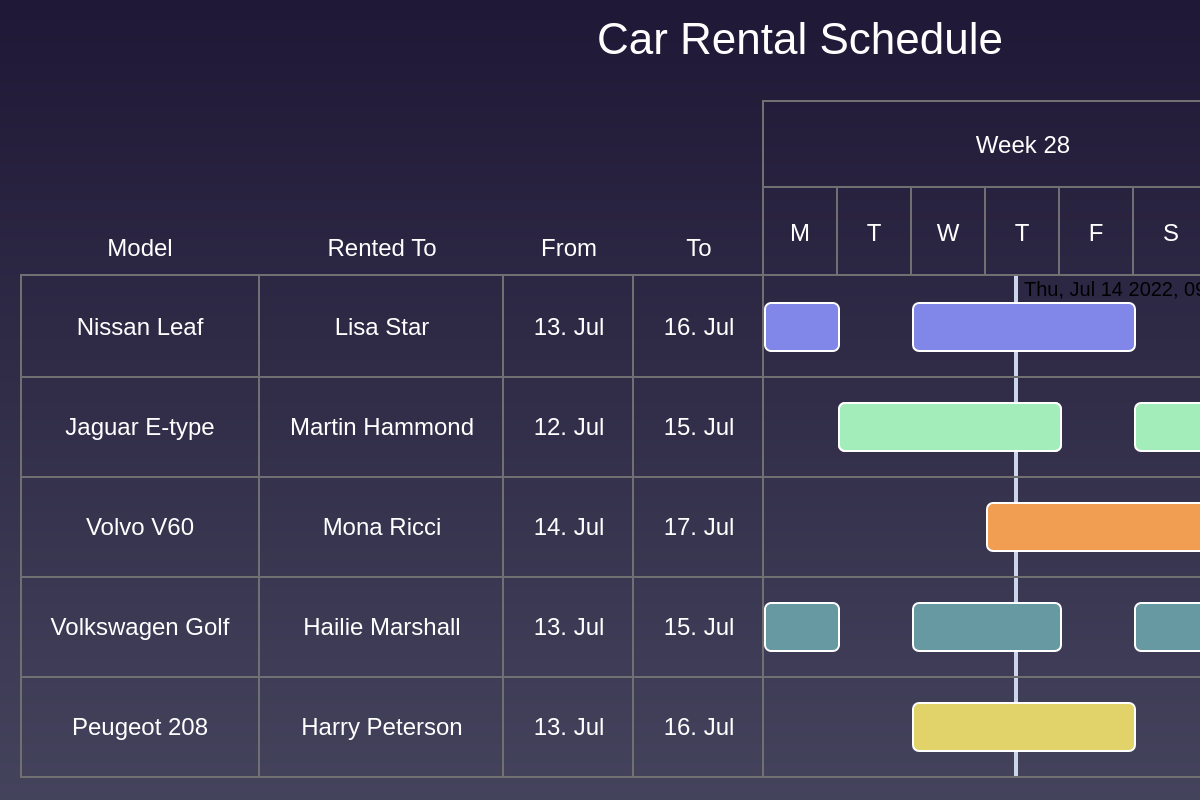 Car Rental Schedule
Week 28
M T W T F S
Model Rented To From To
Thu, Jul 14 2022, 09
Nissan Leaf Lisa Star 13. Jul 16. Jul
Jaguar E-type Martin Hammond 12. Jul 15. Jul
Volvo V60 Mona Ricci 14. Jul 17. Jul
Volkswagen Golf Hailie Marshall 13. Jul 15. Jul
Peugeot 208 Harry Peterson 13. Jul 16. Jul